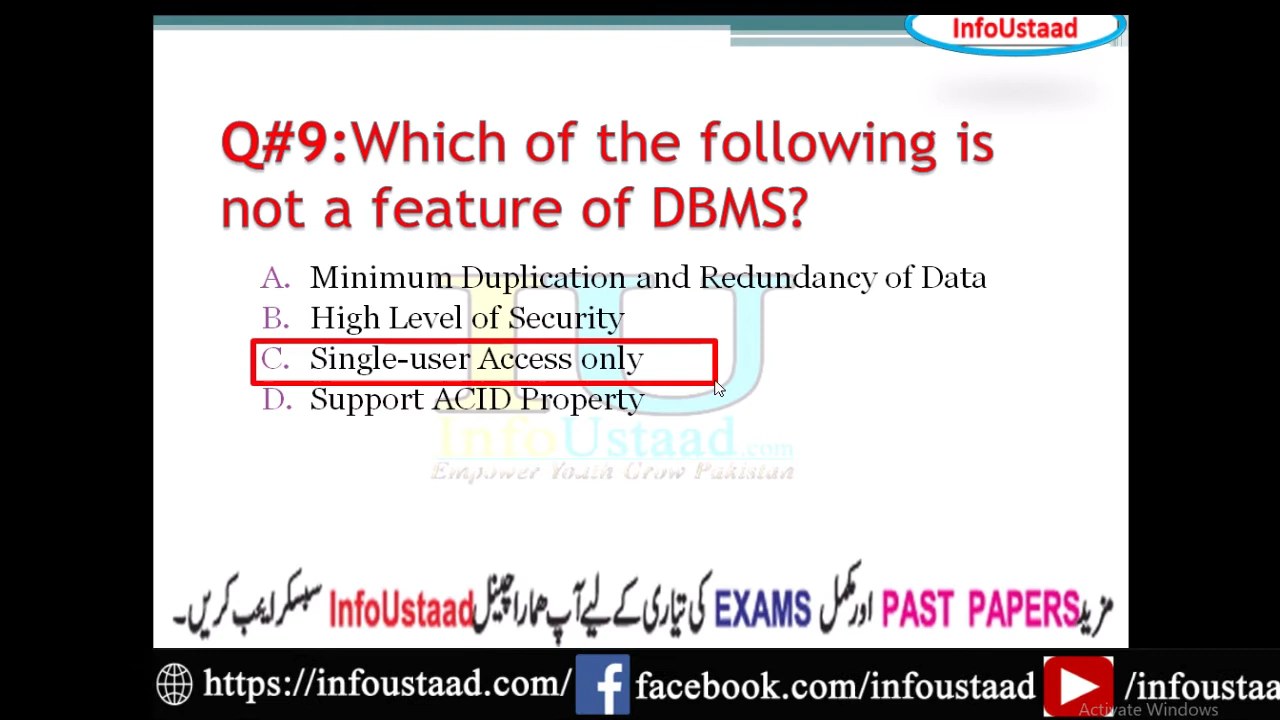 InfoUstaad
Q#9:Which of the following is
not a feature of DBMS?
A. Minimum Duplication and Redundancy of Data
B. High Level of Security
C. Single-user Access only
D. Support ACID Property
IU
InfoUstaad.com
Empower Youth Grow Pakistan
مزید PAST PAPERS اور مکمل EXAMS کی تیاری کے لیے آپ ہمارا چینل InfoUstaad سبسکرائب کریں۔
https://infoustaad.com/ facebook.com/infoustaad /infoustaa
Activate Windows